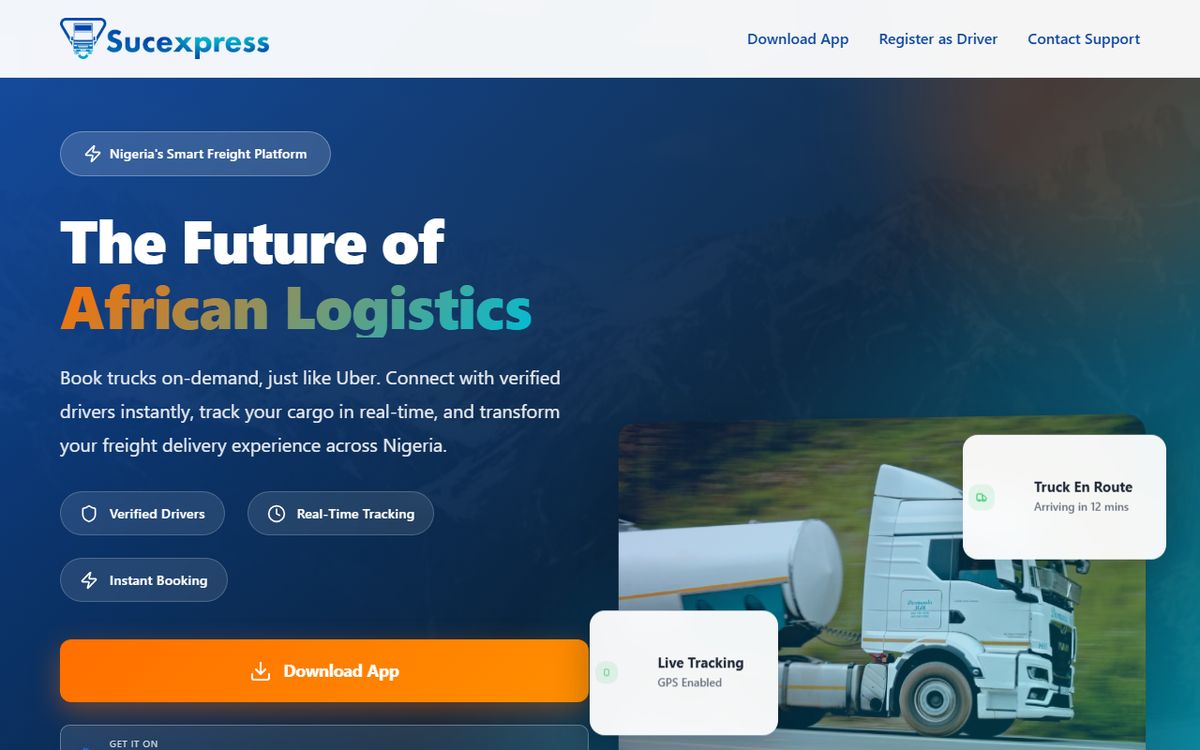 Sucexpress
Download App
Register as Driver
Contact Support
Nigeria's Smart Freight Platform
The Future of
African Logistics
Book trucks on-demand, just like Uber. Connect with verified
drivers instantly, track your cargo in real-time, and transform
your freight delivery experience across Nigeria.
Verified Drivers
Real-Time Tracking
Instant Booking
Download App
GET IT ON
Truck En Route
Arriving in 12 mins
Live Tracking
GPS Enabled